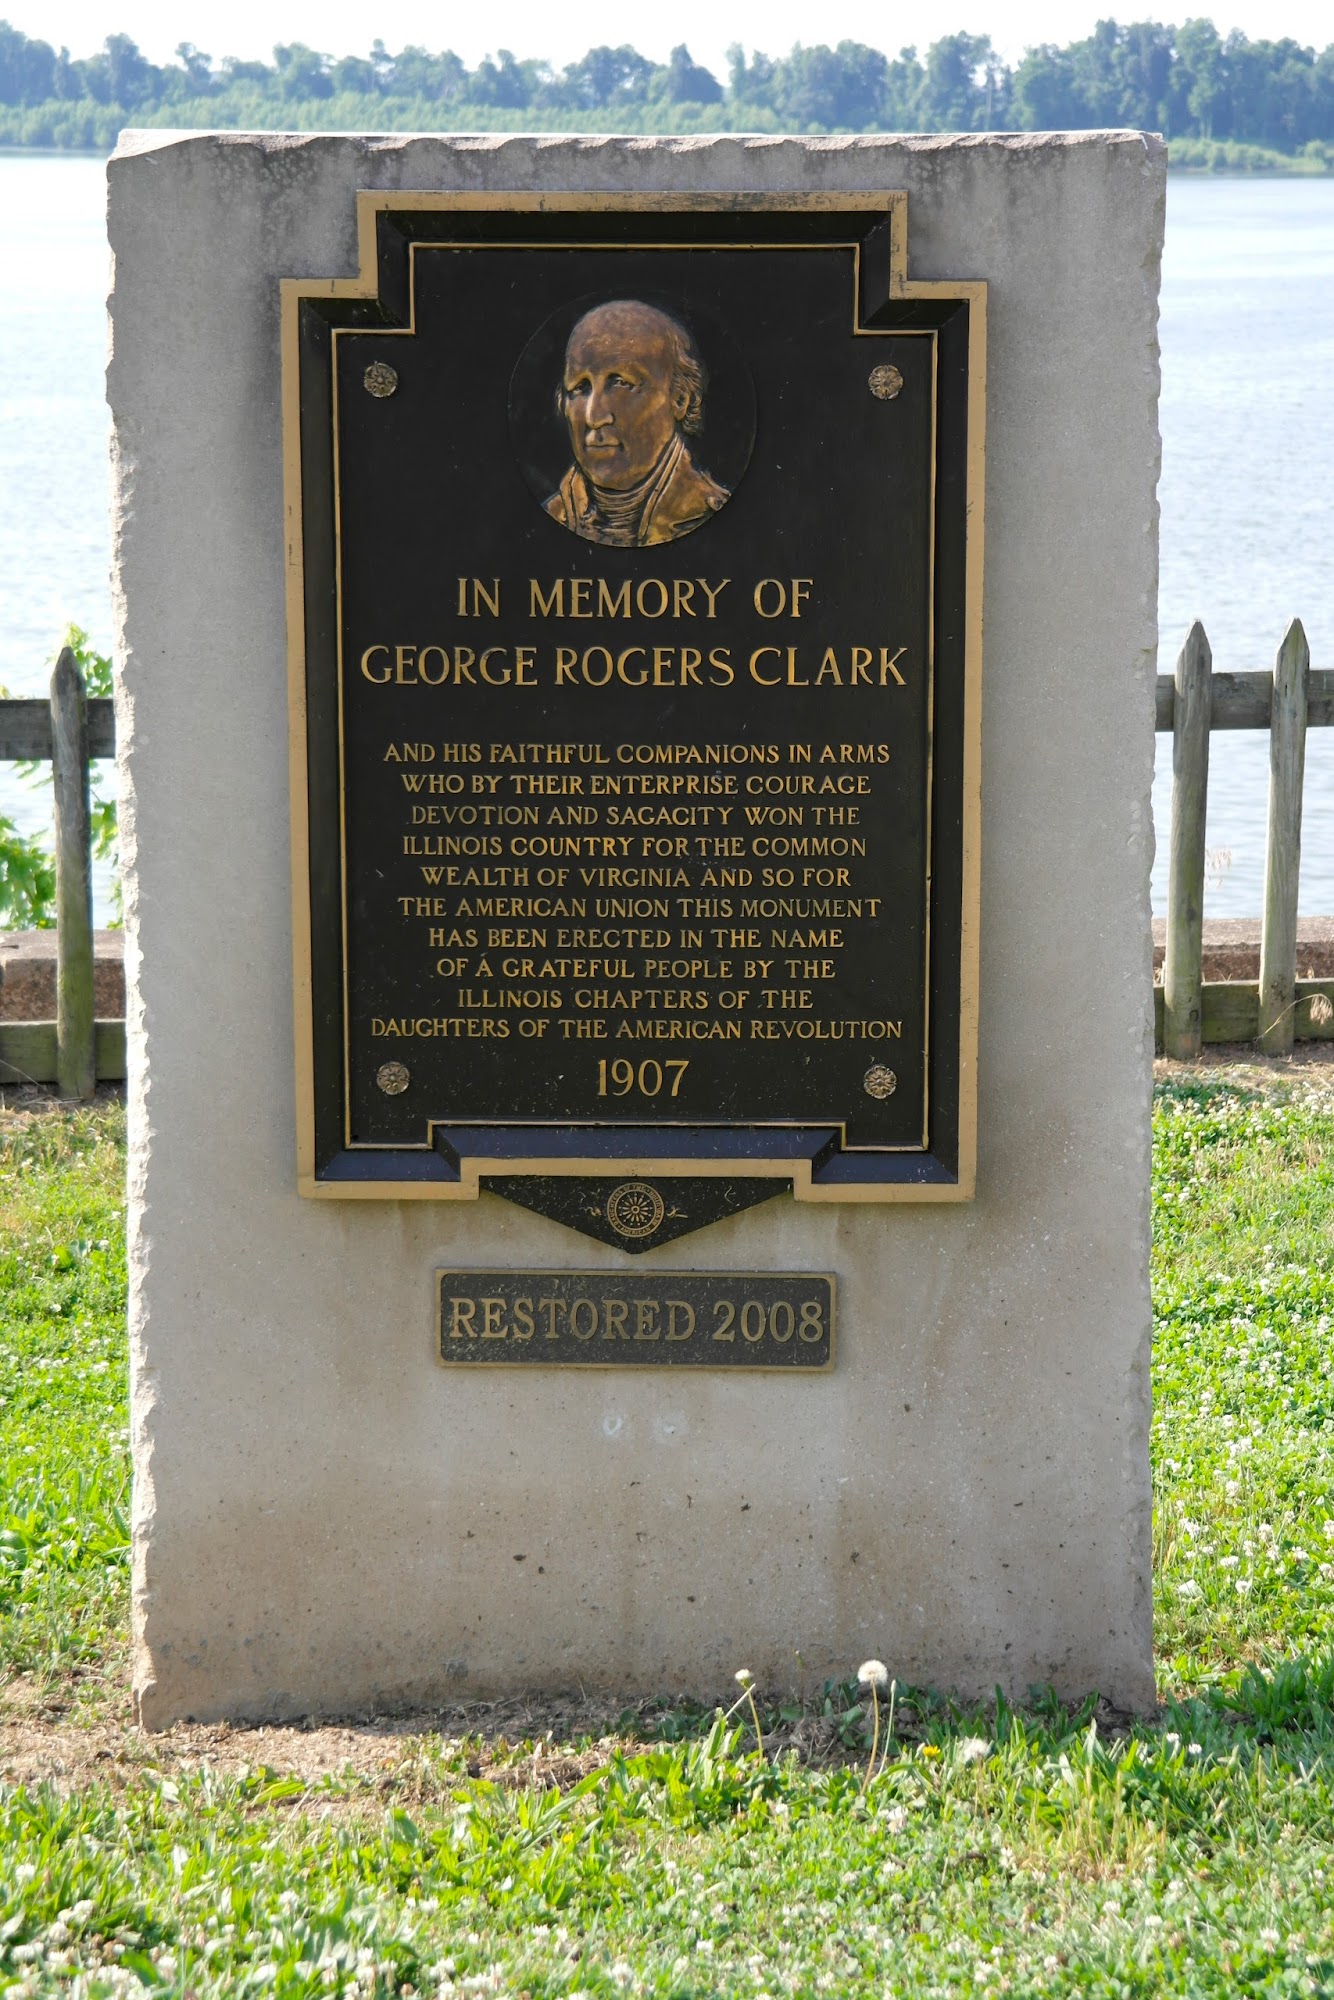 IN MEMORY OF
GEORGE ROGERS CLARK
AND HIS FAITHFUL COMPANIONS IN ARMS
WHO BY THEIR ENTERPRISE COURAGE
DEVOTION AND SAGACITY WON THE
ILLINOIS COUNTRY FOR THE COMMON
WEALTH OF VIRGINIA AND SO FOR
THE AMERICAN UNION THIS MONUMENT
HAS BEEN ERECTED IN THE NAME
OF A GRATEFUL PEOPLE BY THE
ILLINOIS CHAPTERS OF THE
DAUGHTERS OF THE AMERICAN REVOLUTION
1907
RESTORED 2008